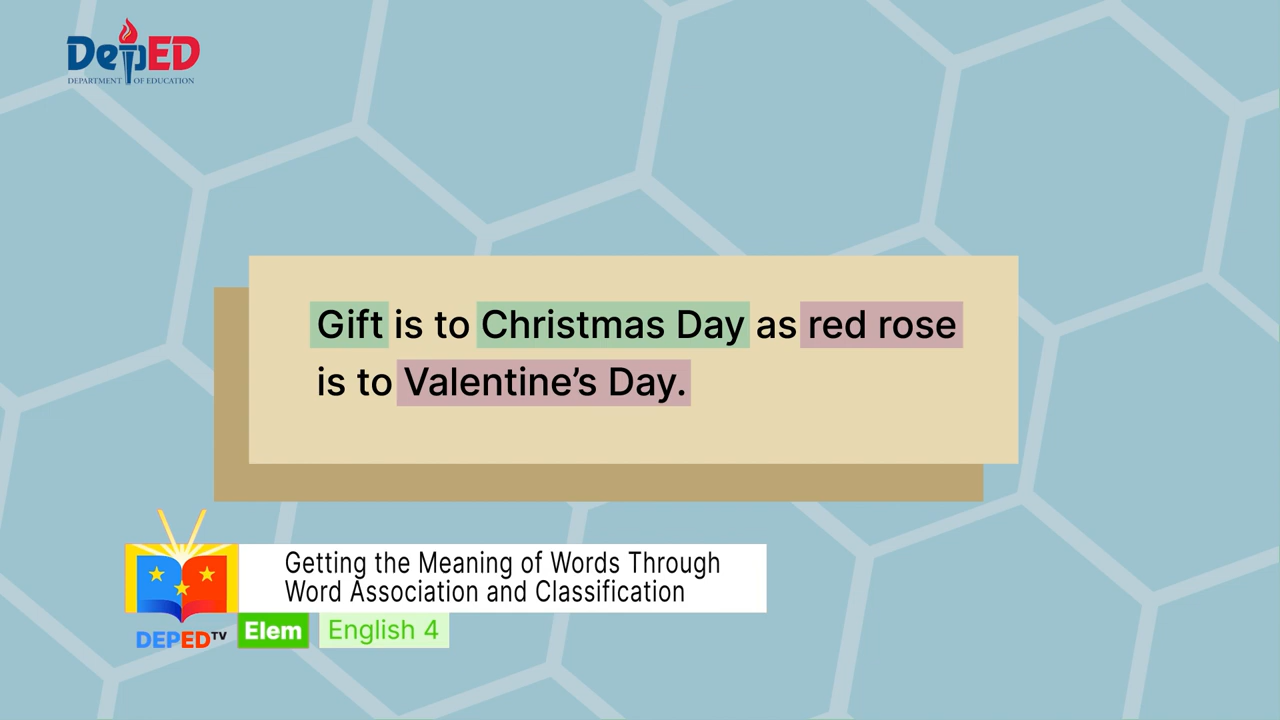 DepED
DEPARTMENT OF EDUCATION
Gift is to Christmas Day as red rose
is to Valentine’s Day.
Getting the Meaning of Words Through
Word Association and Classification
DEPED TV
Elem
English 4